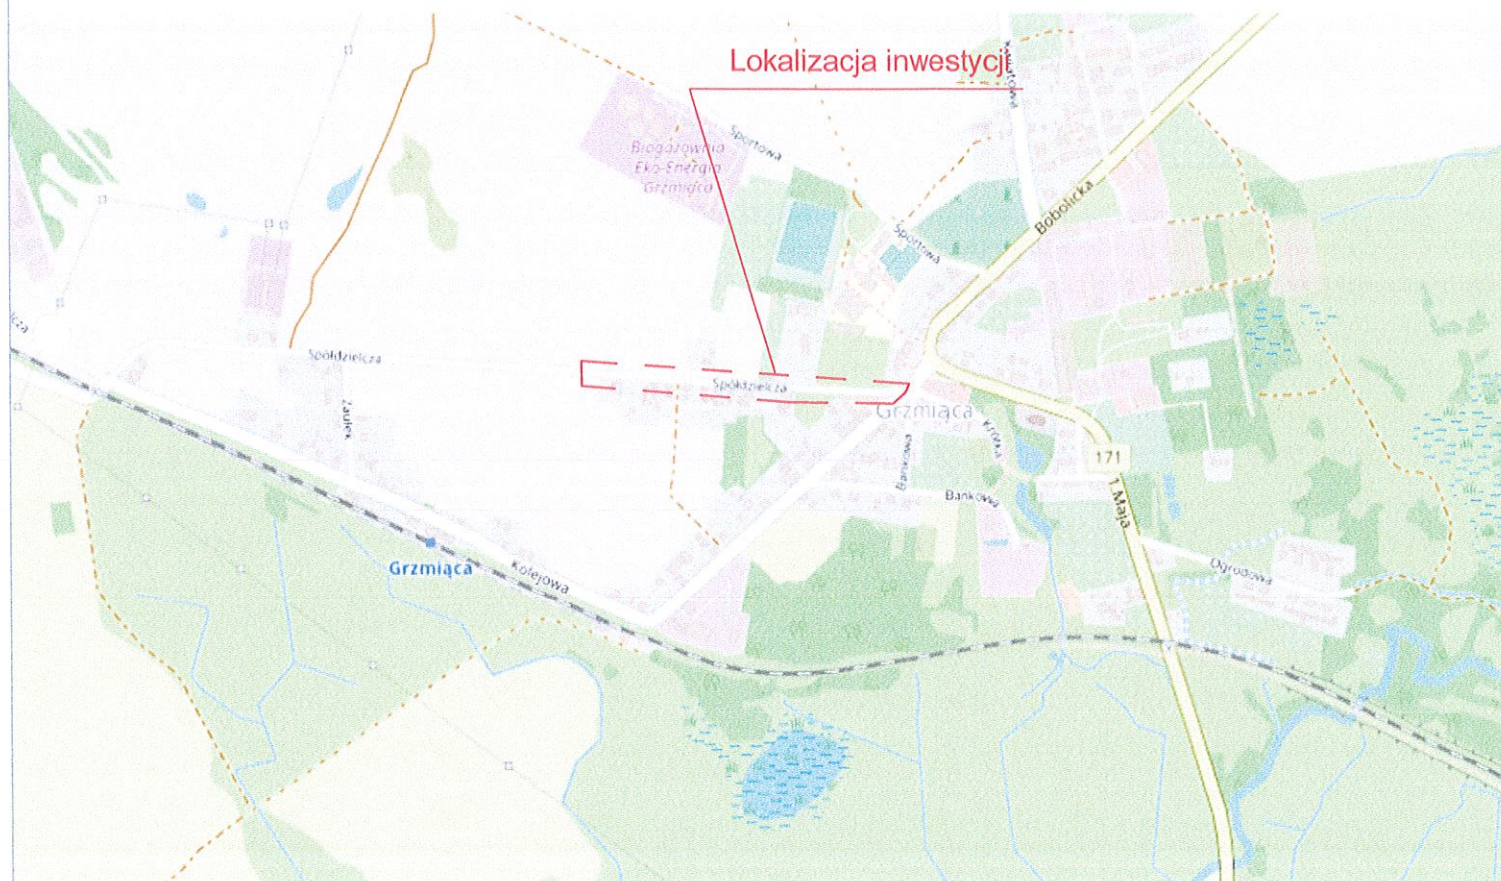 Lokalizacja inwestycji
Kwiatowa
Sportowa
Biogazownia
Eko-Energia
Grzmiąca
Bobolicka
Sportowa
Spółdzielcza
Spółdzielcza
Grzmiąca
Zaułek
Krótka
Bankowa
171
Bankowa
1 Maja
Grzmiąca
Kolejowa
Ogrodowa